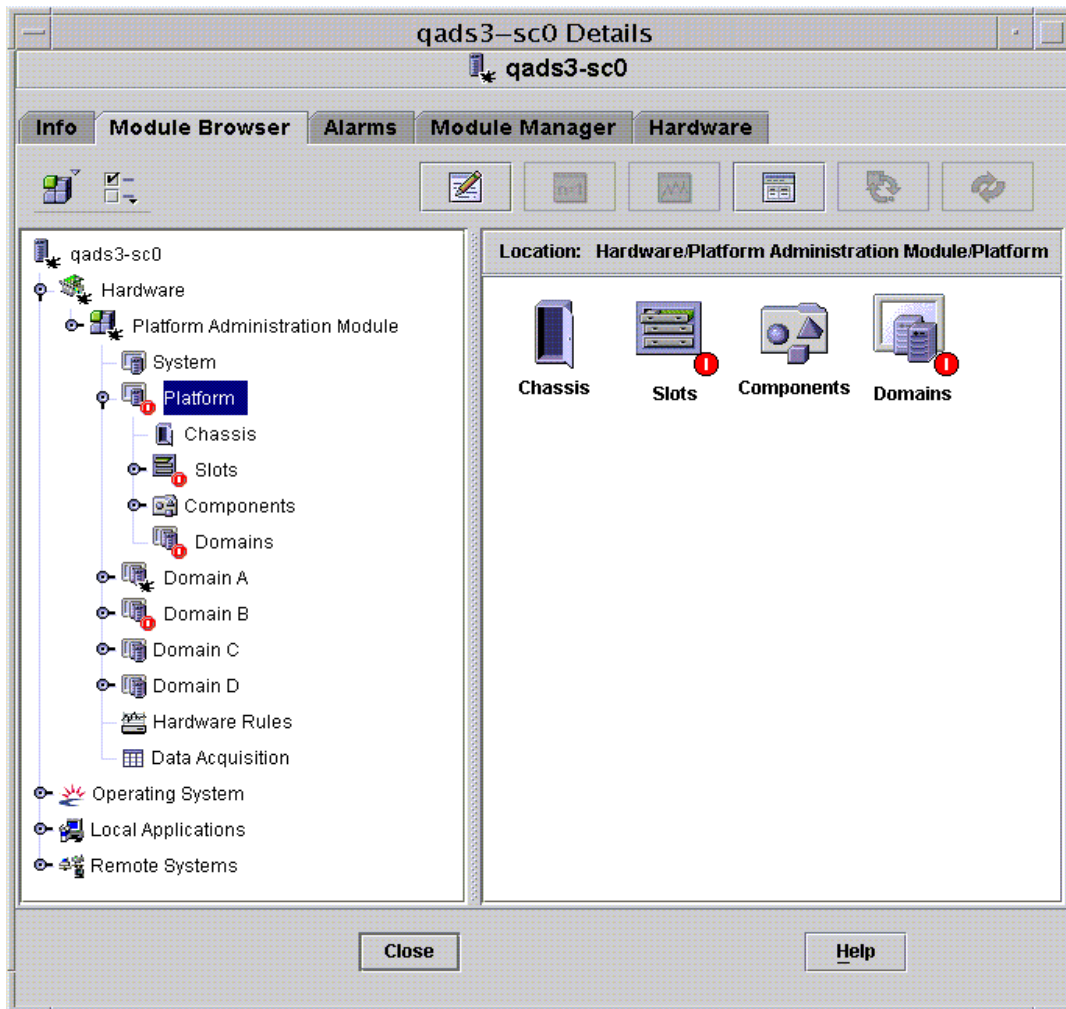 qads3-sc0 Details
qads3-sc0
Info Module Browser Alarms Module Manager Hardware
n=1
qads3-sc0
Hardware
Platform Administration Module
System
Platform
Chassis
Slots
Components
Domains
Domain A
Domain B
Domain C
Domain D
Hardware Rules
Data Acquisition
Operating System
Local Applications
Remote Systems
Location: Hardware/Platform Administration Module/Platform
Chassis
Slots
Components
Domains
Close
Help